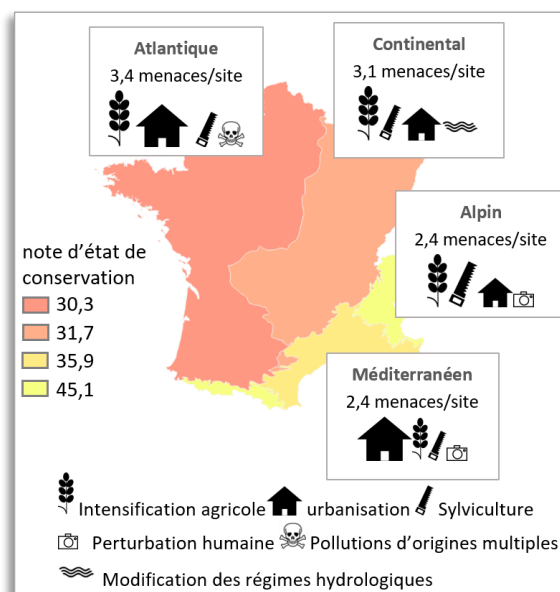 Atlantique
3,4 menaces/site
Continental
3,1 menaces/site
Alpin
2,4 menaces/site
Méditerranéen
2,4 menaces/site
note d'état de
conservation
30,3
31,7
35,9
45,1
Intensification agricole urbanisation Sylviculture
Perturbation humaine Pollutions d'origines multiples
Modification des régimes hydrologiques